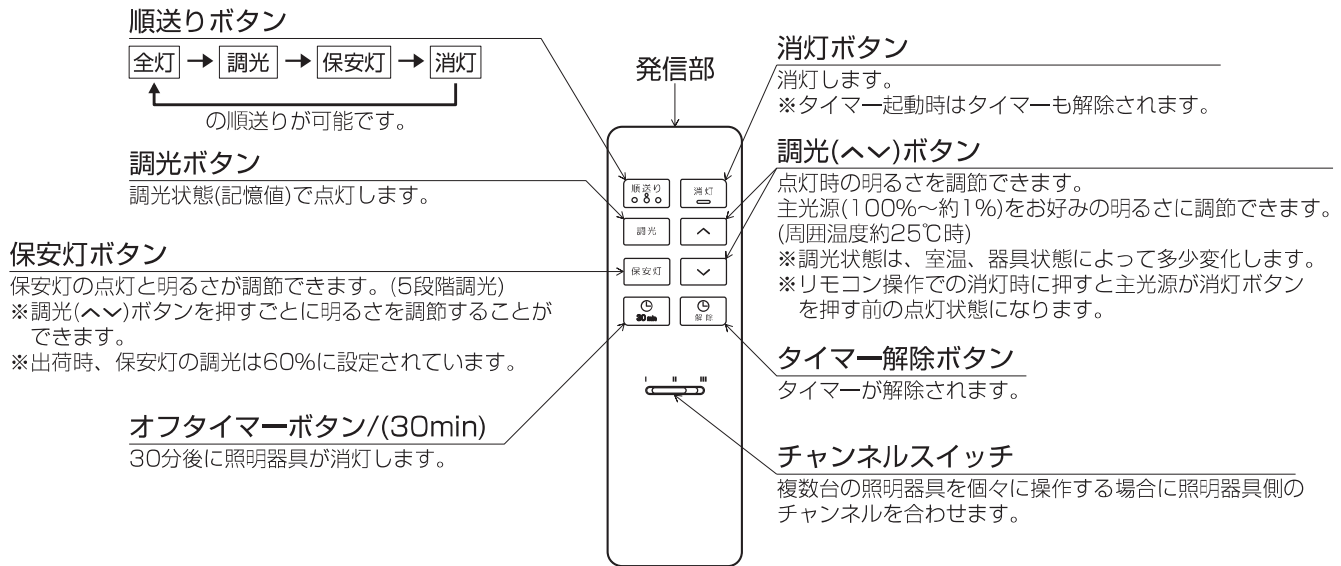 順送りボタン
全灯 → 調光 → 保安灯 → 消灯
の順送りが可能です。
調光ボタン
調光状態(記憶値)で点灯します。
保安灯ボタン
保安灯の点灯と明るさが調節できます。(5段階調光)
※調光(へ∨)ボタンを押すごとに明るさを調節することが
できます。
※出荷時、保安灯の調光は60%に設定されています。
オフタイマーボタン/(30min)
30分後に照明器具が消灯します。
発信部
順送り
消灯
調光
保安灯
30min
解除
I II III
消灯ボタン
消灯します。
※タイマー起動時はタイマーも解除されます。
調光(へ∨)ボタン
点灯時の明るさを調節できます。
主光源(100%～約1%)をお好みの明るさに調節できます。
(周囲温度約25℃時)
※調光状態は、室温、器具状態によって多少変化します。
※リモコン操作での消灯時に押すと主光源が消灯ボタン
を押す前の点灯状態になります。
タイマー解除ボタン
タイマーが解除されます。
チャンネルスイッチ
複数台の照明器具を個々に操作する場合に照明器具側の
チャンネルを合わせます。